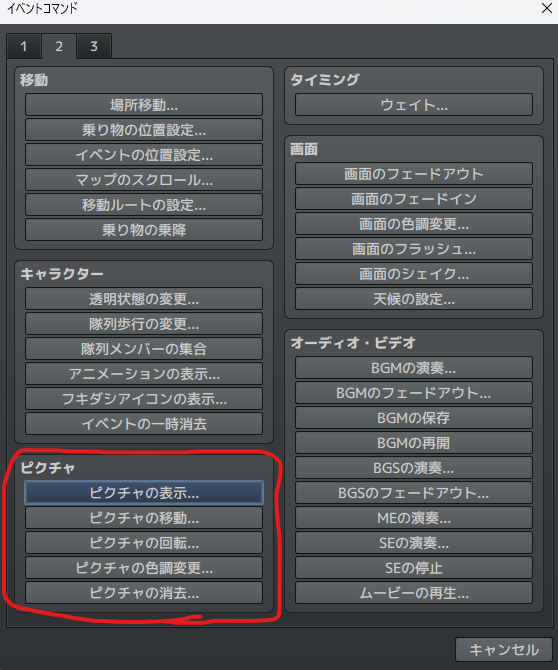 イベントコマンド
1
2
3
移動
場所移動...
乗り物の位置設定...
イベントの位置設定...
マップのスクロール...
移動ルートの設定...
乗り物の乗降
キャラクター
透明状態の変更...
隊列歩行の変更...
隊列メンバーの集合
アニメーションの表示...
フキダシアイコンの表示...
イベントの一時消去
ピクチャ
ピクチャの表示...
ピクチャの移動...
ピクチャの回転...
ピクチャの色調変更...
ピクチャの消去...
タイミング
ウェイト...
画面
画面のフェードアウト
画面のフェードイン
画面の色調変更...
画面のフラッシュ...
画面のシェイク...
天候の設定...
オーディオ・ビデオ
BGMの演奏...
BGMのフェードアウト...
BGMの保存
BGMの再開
BGSの演奏...
BGSのフェードアウト...
MEの演奏...
SEの演奏...
SEの停止
ムービーの再生...
キャンセル